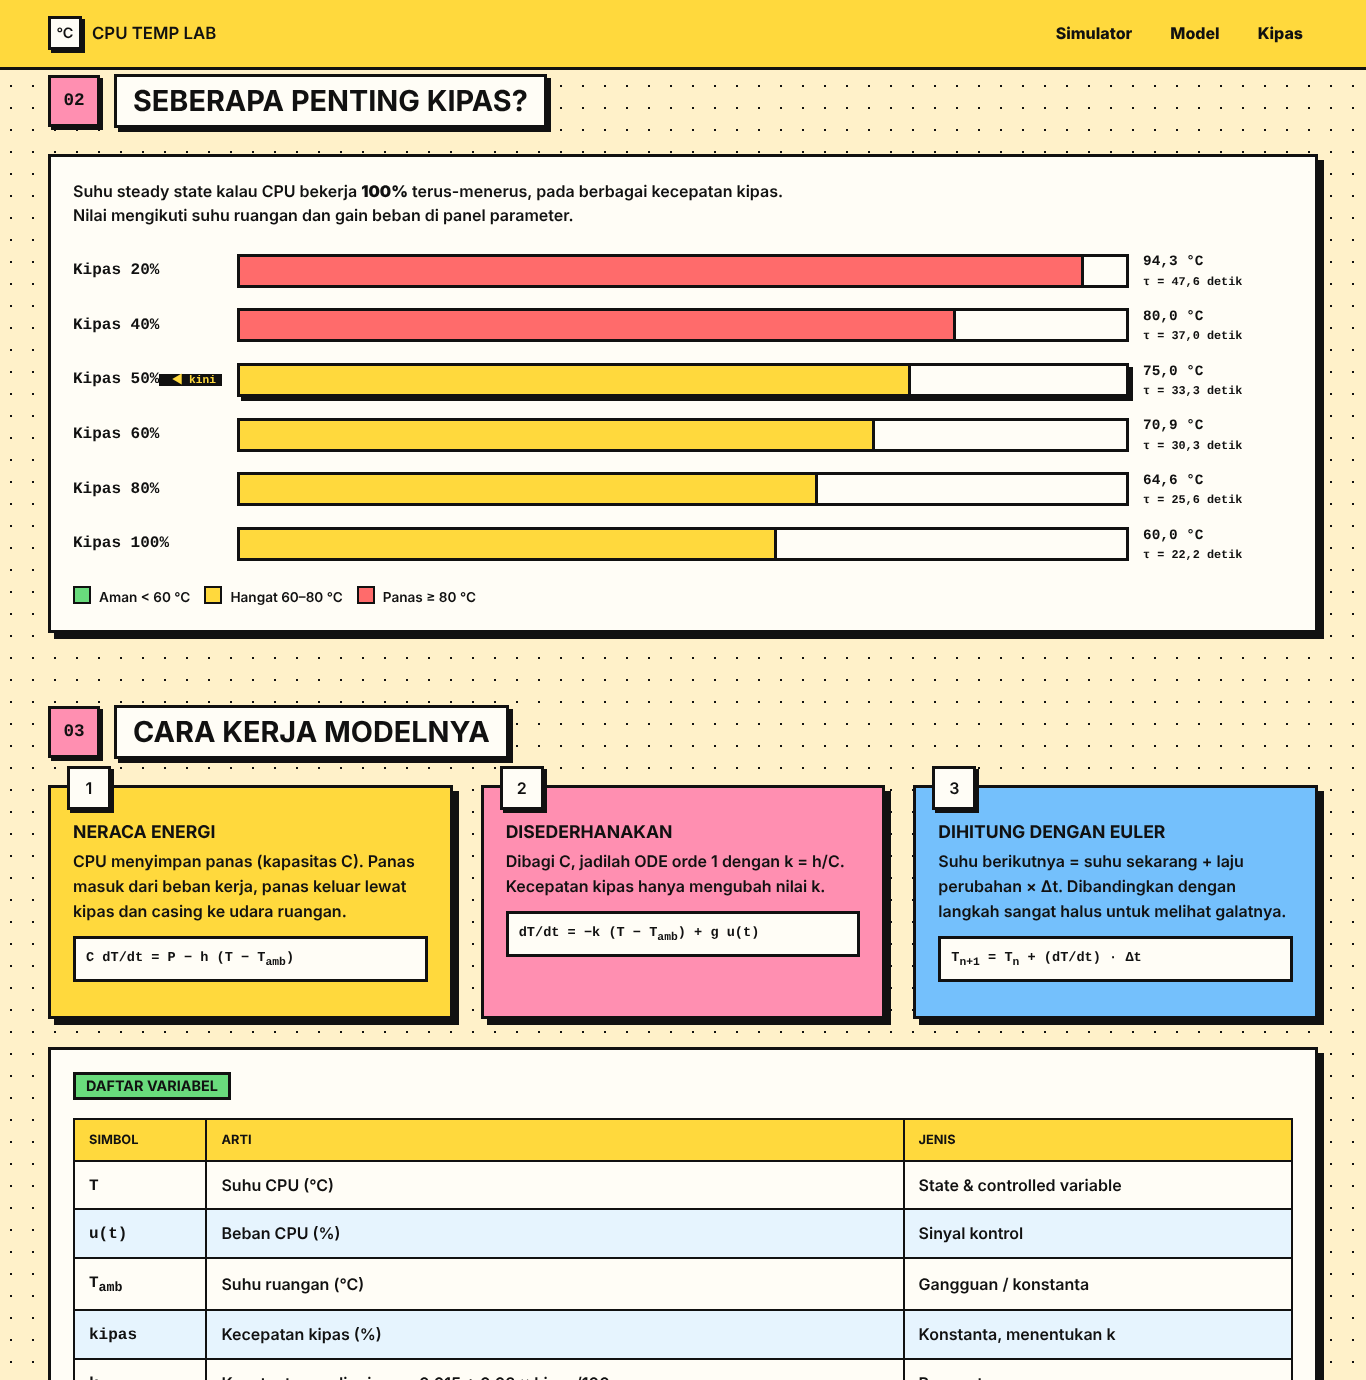 °C CPU TEMP LAB Simulator Model Kipas
02 SEBERAPA PENTING KIPAS?
Suhu steady state kalau CPU bekerja 100% terus-menerus, pada berbagai kecepatan kipas.
Nilai mengikuti suhu ruangan dan gain beban di panel parameter.
Kipas 20% 94,3 °C
τ = 47,6 detik
Kipas 40% 80,0 °C
τ = 37,0 detik
Kipas 50% ◀ kini 75,0 °C
τ = 33,3 detik
Kipas 60% 70,9 °C
τ = 30,3 detik
Kipas 80% 64,6 °C
τ = 25,6 detik
Kipas 100% 60,0 °C
τ = 22,2 detik
Aman < 60 °C Hangat 60–80 °C Panas ≥ 80 °C
03 CARA KERJA MODELNYA
1
NERACA ENERGI
CPU menyimpan panas (kapasitas C). Panas
masuk dari beban kerja, panas keluar lewat
kipas dan casing ke udara ruangan.
C dT/dt = P − h (T − Tamb)
2
DISEDERHANAKAN
Dibagi C, jadilah ODE orde 1 dengan k = h/C.
Kecepatan kipas hanya mengubah nilai k.
dT/dt = −k (T − Tamb) + g u(t)
3
DIHITUNG DENGAN EULER
Suhu berikutnya = suhu sekarang + laju
perubahan × Δt. Dibandingkan dengan
langkah sangat halus untuk melihat galatnya.
Tn+1 = Tn + (dT/dt) · Δt
DAFTAR VARIABEL
SIMBOL ARTI JENIS
T Suhu CPU (°C) State & controlled variable
u(t) Beban CPU (%) Sinyal kontrol
Tamb Suhu ruangan (°C) Gangguan / konstanta
kipas Kecepatan kipas (%) Konstanta, menentukan k